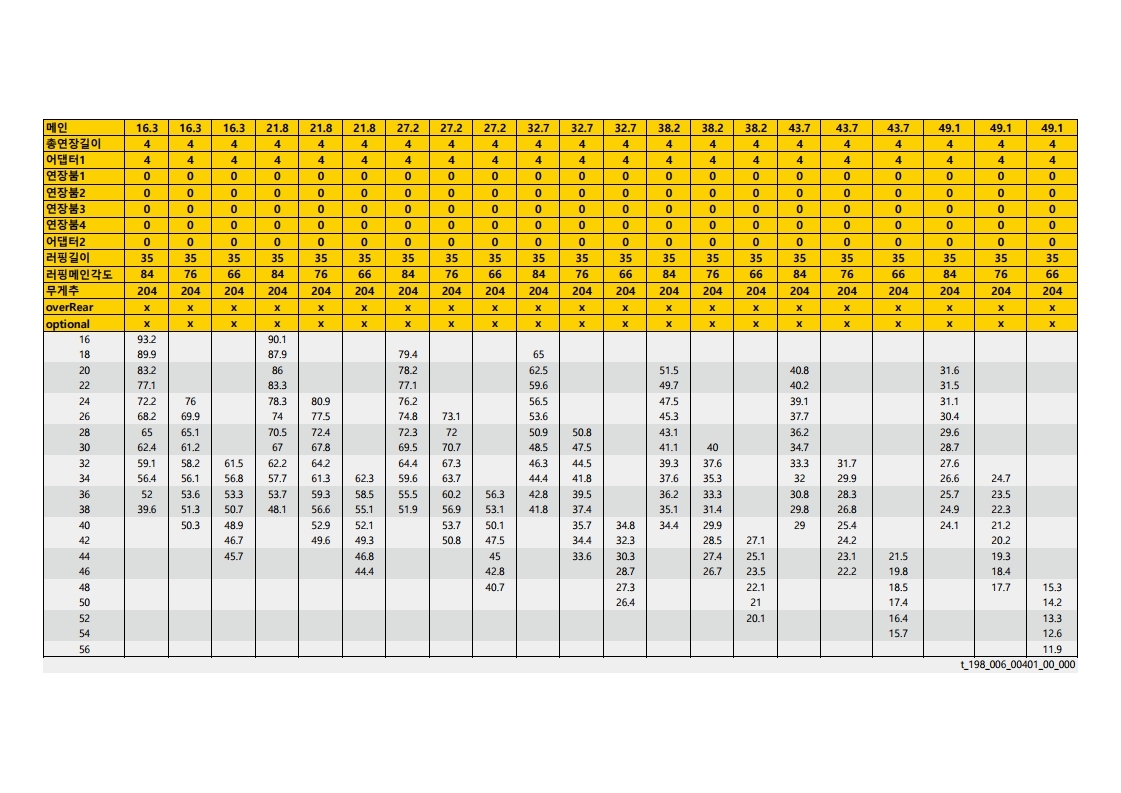 메인 16.3 16.3 16.3 21.8 21.8 21.8 27.2 27.2 27.2 32.7 32.7 32.7 38.2 38.2 38.2 43.7 43.7 43.7 49.1 49.1 49.1
총연장길이 4 4 4 4 4 4 4 4 4 4 4 4 4 4 4 4 4 4 4 4 4
어댑터1 4 4 4 4 4 4 4 4 4 4 4 4 4 4 4 4 4 4 4 4 4
연장붐1 0 0 0 0 0 0 0 0 0 0 0 0 0 0 0 0 0 0 0 0 0
연장붐2 0 0 0 0 0 0 0 0 0 0 0 0 0 0 0 0 0 0 0 0 0
연장붐3 0 0 0 0 0 0 0 0 0 0 0 0 0 0 0 0 0 0 0 0 0
연장붐4 0 0 0 0 0 0 0 0 0 0 0 0 0 0 0 0 0 0 0 0 0
어댑터2 0 0 0 0 0 0 0 0 0 0 0 0 0 0 0 0 0 0 0 0 0
러핑길이 35 35 35 35 35 35 35 35 35 35 35 35 35 35 35 35 35 35 35 35 35
러핑메인각도 84 76 66 84 76 66 84 76 66 84 76 66 84 76 66 84 76 66 84 76 66
무게추 204 204 204 204 204 204 204 204 204 204 204 204 204 204 204 204 204 204 204 204 204
overRear x x x x x x x x x x x x x x x x x x x x x
optional x x x x x x x x x x x x x x x x x x x x x
16 93.2 90.1
18 89.9 87.9 79.4 65
20 83.2 86 78.2 62.5 51.5 40.8 31.6
22 77.1 83.3 77.1 59.6 49.7 40.2 31.5
24 72.2 76 78.3 80.9 76.2 56.5 47.5 39.1 31.1
26 68.2 69.9 74 77.5 74.8 73.1 53.6 45.3 37.7 30.4
28 65 65.1 70.5 72.4 72.3 72 50.9 50.8 43.1 36.2 29.6
30 62.4 61.2 67 67.8 69.5 70.7 48.5 47.5 41.1 40 34.7 28.7
32 59.1 58.2 61.5 62.2 64.2 64.4 67.3 46.3 44.5 39.3 37.6 33.3 31.7 27.6
34 56.4 56.1 56.8 57.7 61.3 62.3 59.6 63.7 44.4 41.8 37.6 35.3 32 29.9 26.6 24.7
36 52 53.6 53.3 53.7 59.3 58.5 55.5 60.2 56.3 42.8 39.5 36.2 33.3 30.8 28.3 25.7 23.5
38 39.6 51.3 50.7 48.1 56.6 55.1 51.9 56.9 53.1 41.8 37.4 35.1 31.4 29.8 26.8 24.9 22.3
40 50.3 48.9 52.9 52.1 53.7 50.1 35.7 34.8 34.4 29.9 29 25.4 24.1 21.2
42 46.7 49.6 49.3 50.8 47.5 34.4 32.3 28.5 27.1 24.2 20.2
44 45.7 46.8 45 33.6 30.3 27.4 25.1 23.1 21.5 19.3
46 44.4 42.8 28.7 26.7 23.5 22.2 19.8 18.4
48 40.7 27.3 22.1 18.5 17.7 15.3
50 26.4 21 17.4 14.2
52 20.1 16.4 13.3
54 15.7 12.6
56 11.9
t_198_006_00401_00_000